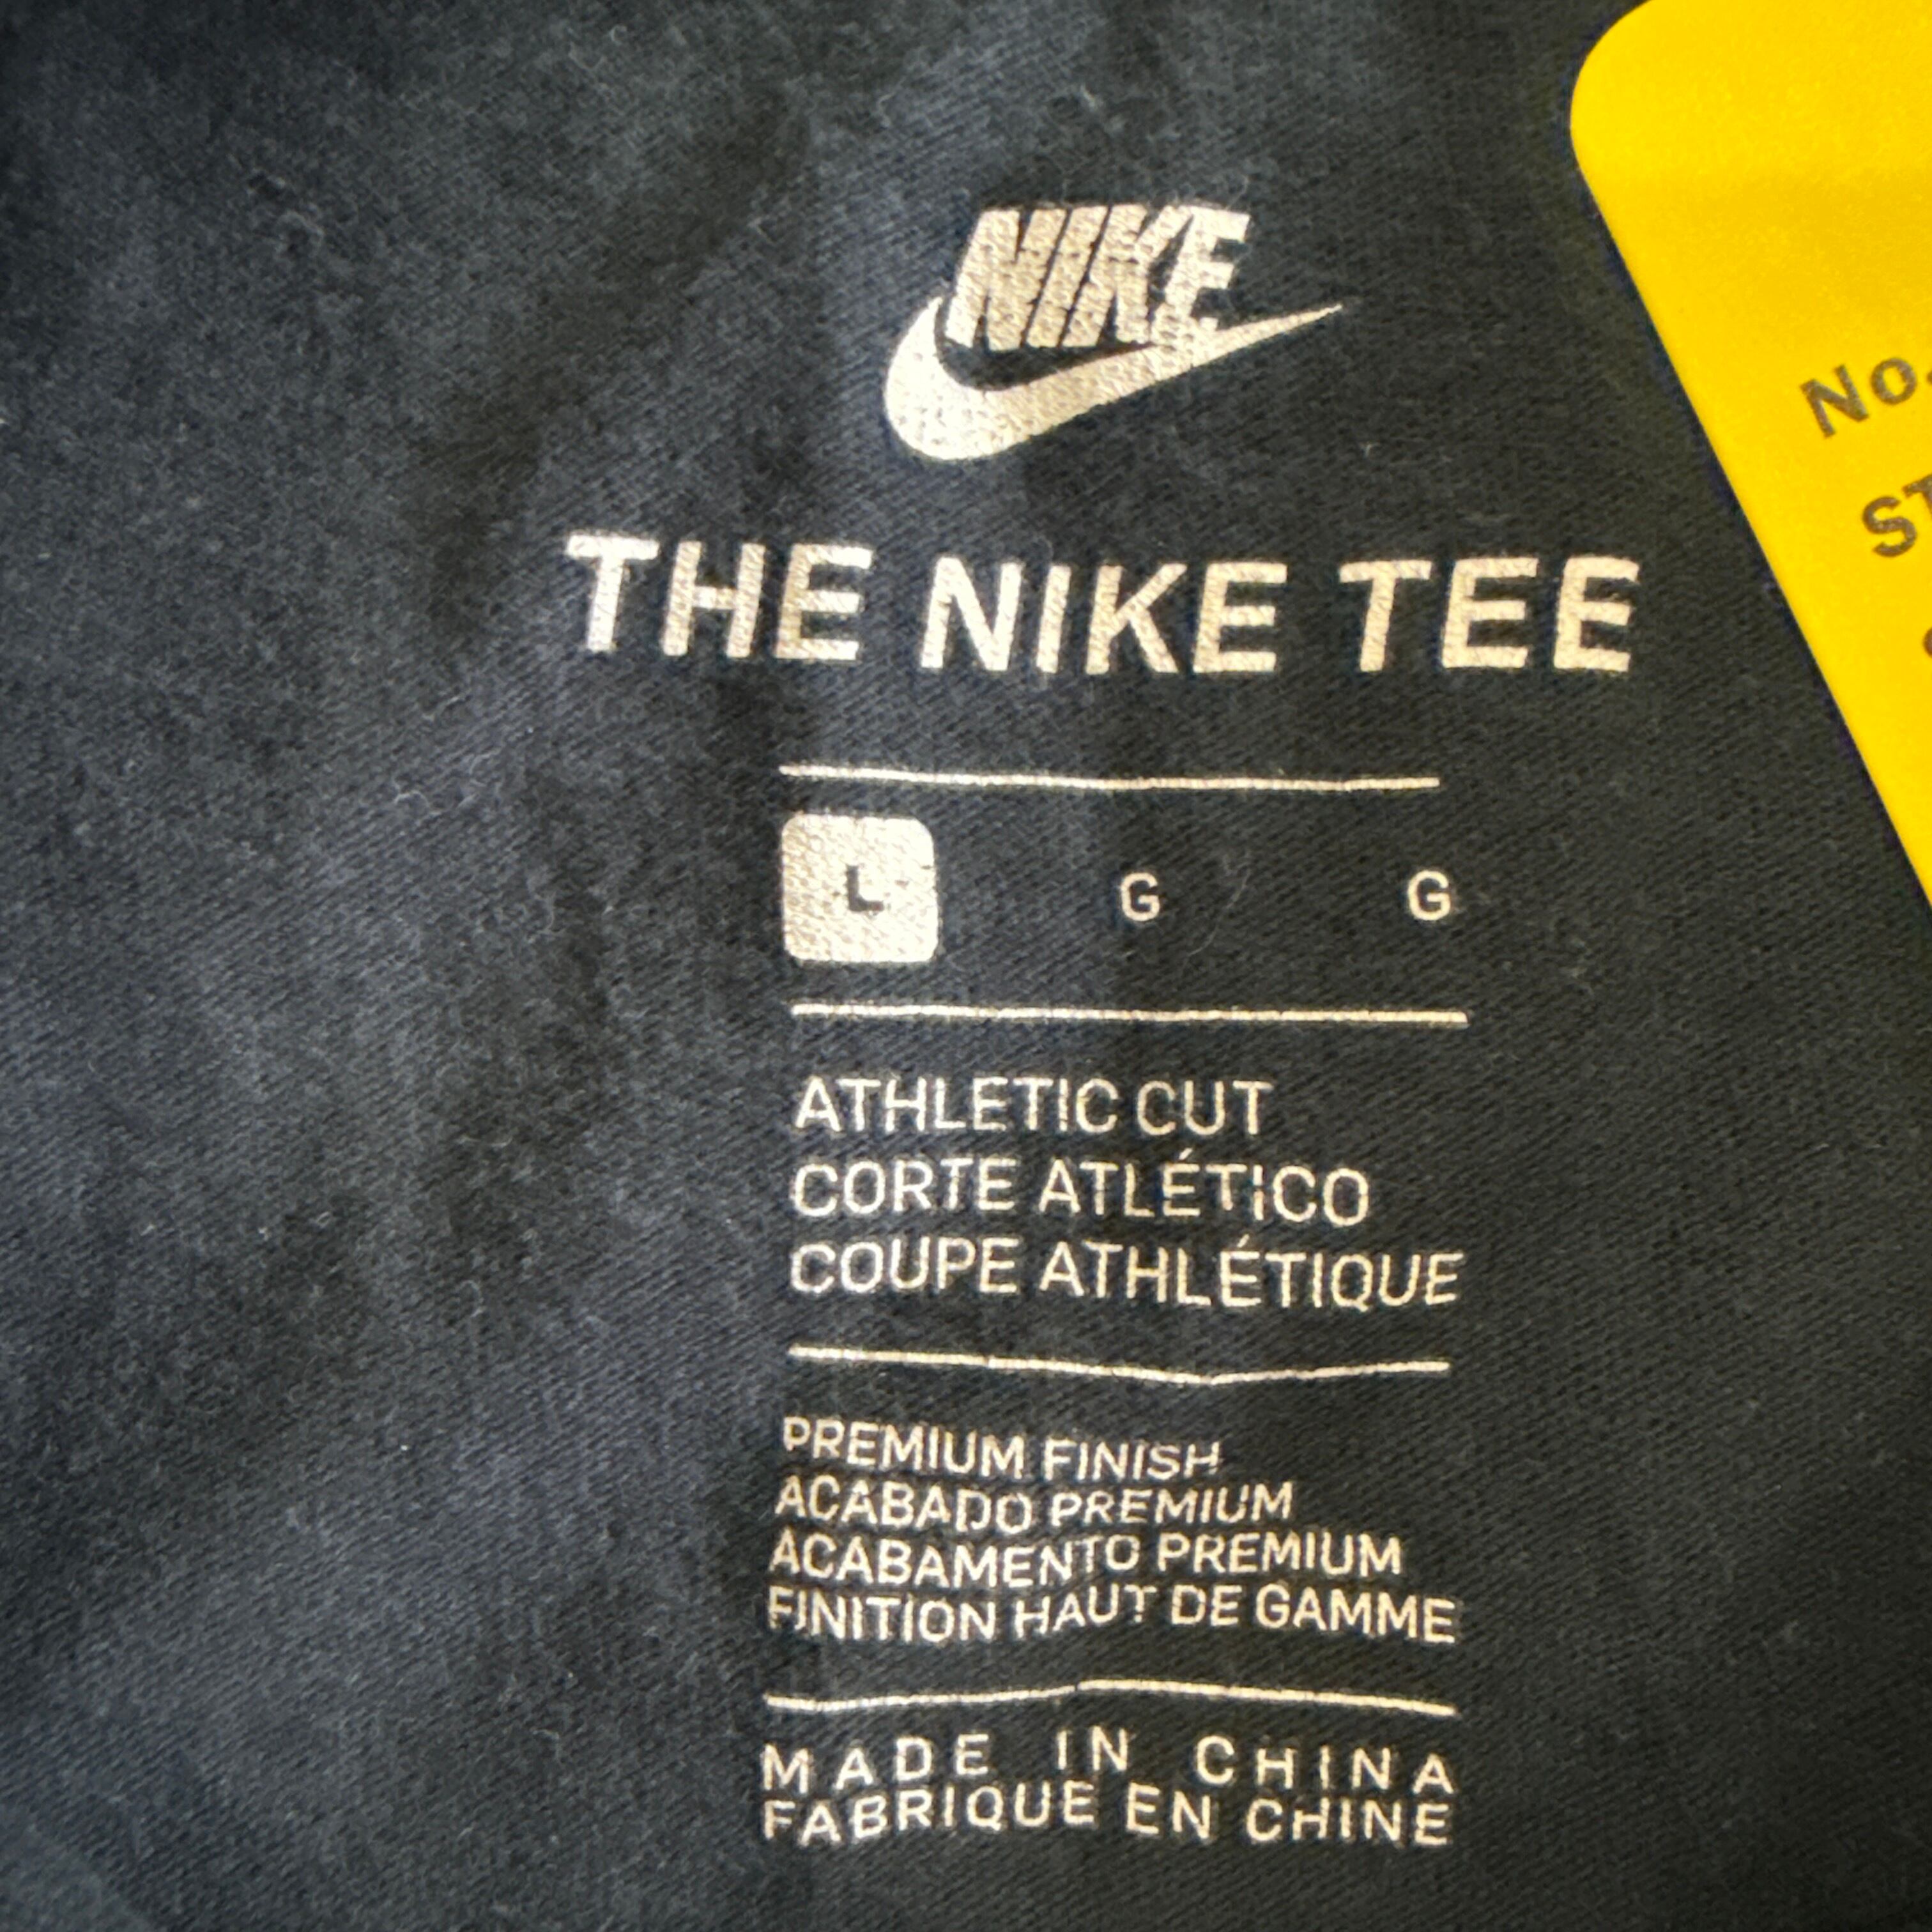 NIKE
THE NIKE TEE
L G G
ATHLETIC CUT
CORTE ATLÉTICO
COUPE ATHLÉTIQUE
PREMIUM FINISH
ACABADO PREMIUM
ACABAMENTO PREMIUM
FINITION HAUT DE GAMME
MADE IN CHINA
FABRIQUE EN CHINE
No.